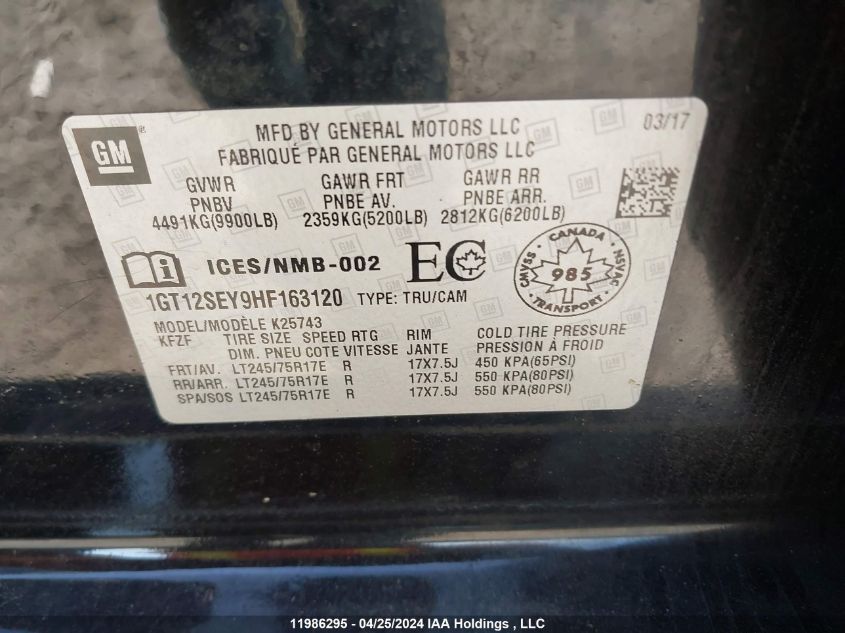 GM
MFD BY GENERAL MOTORS LLC 03/17
FABRIQUÉ PAR GENERAL MOTORS LLC
GVWR GAWR FRT GAWR RR
PNBV PNBE AV. PNBE ARR.
4491KG(9900LB) 2359KG(5200LB) 2812KG(6200LB)
ICES/NMB-002 EC
CANADA CMVSS 985 NSVAC TRANSPORT
1GT12SEY9HF163120 TYPE: TRU/CAM
MODEL/MODÈLE K25743
KFZF TIRE SIZE SPEED RTG RIM COLD TIRE PRESSURE
DIM. PNEU COTE VITESSE JANTE PRESSION À FROID
FRT/AV. LT245/75R17E R 17X7.5J 450 KPA(65PSI)
RR/ARR. LT245/75R17E R 17X7.5J 550 KPA(80PSI)
SPA/SOS LT245/75R17E R 17X7.5J 550 KPA(80PSI)
11986295 - 04/25/2024 IAA Holdings , LLC